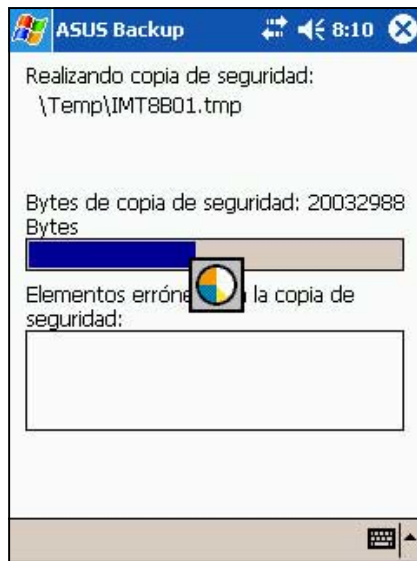 ASUS Backup 8:10
Realizando copia de seguridad:
\Temp\IMT8B01.tmp
Bytes de copia de seguridad: 20032988
Bytes
Elementos erróne la copia de
seguridad: